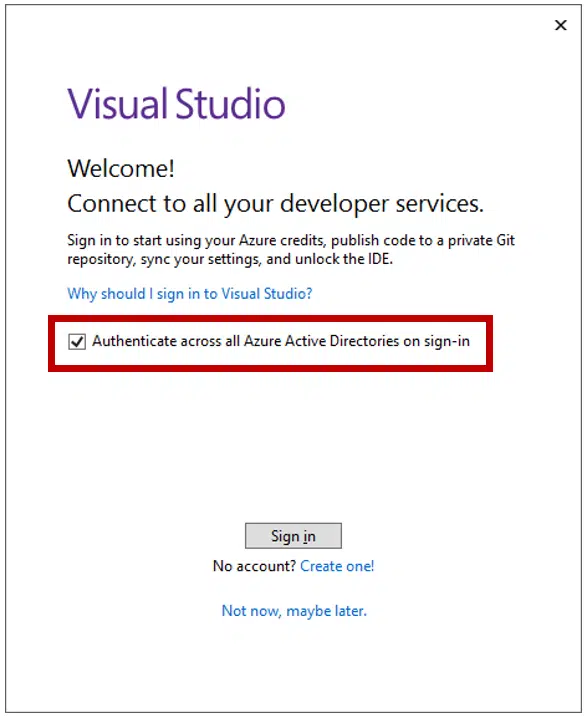 Visual Studio
Welcome!
Connect to all your developer services.
Sign in to start using your Azure credits, publish code to a private Git
repository, sync your settings, and unlock the IDE.
Why should I sign in to Visual Studio?
Authenticate across all Azure Active Directories on sign-in
Sign in
No account? Create one!
Not now, maybe later.